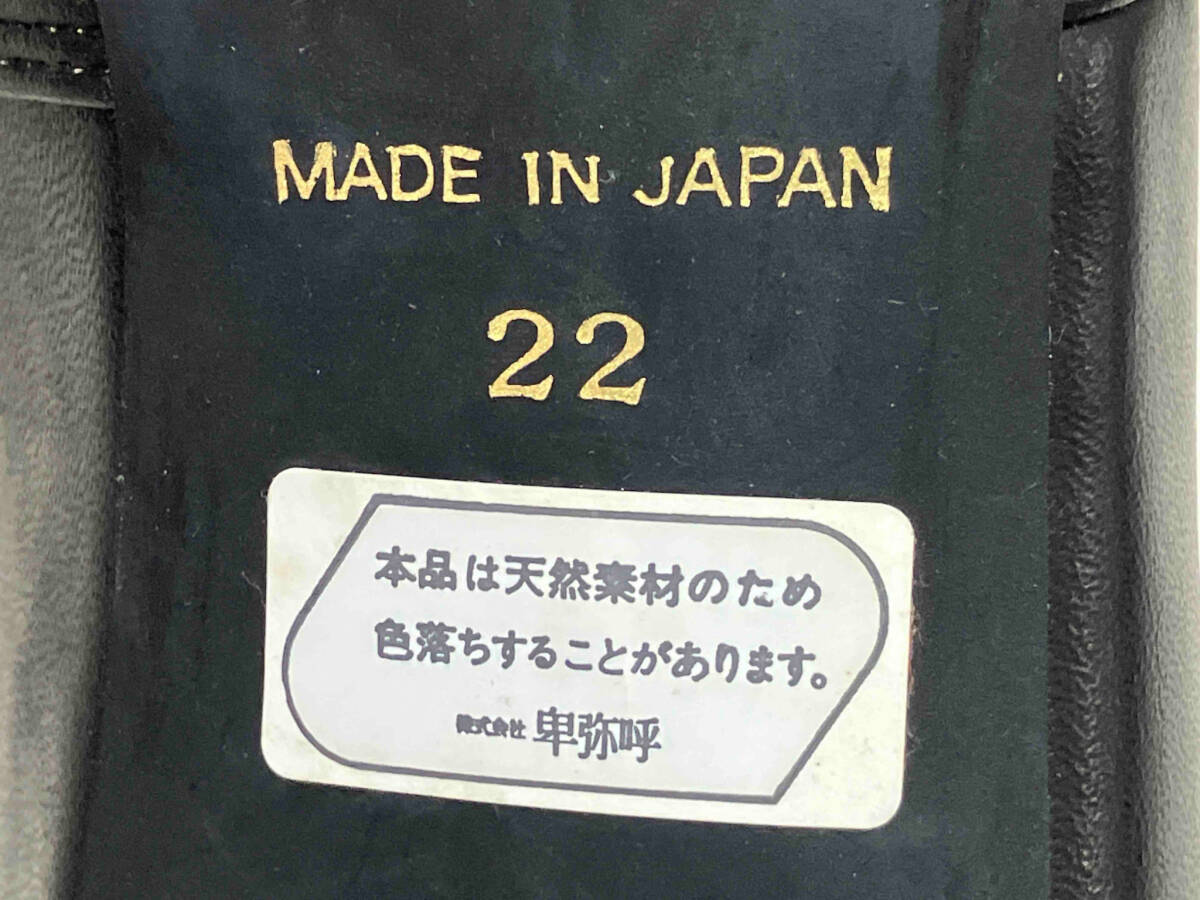 MADE IN JAPAN
22
本品は天然素材のため
色落ちすることがあります。
株式会社 卑弥呼